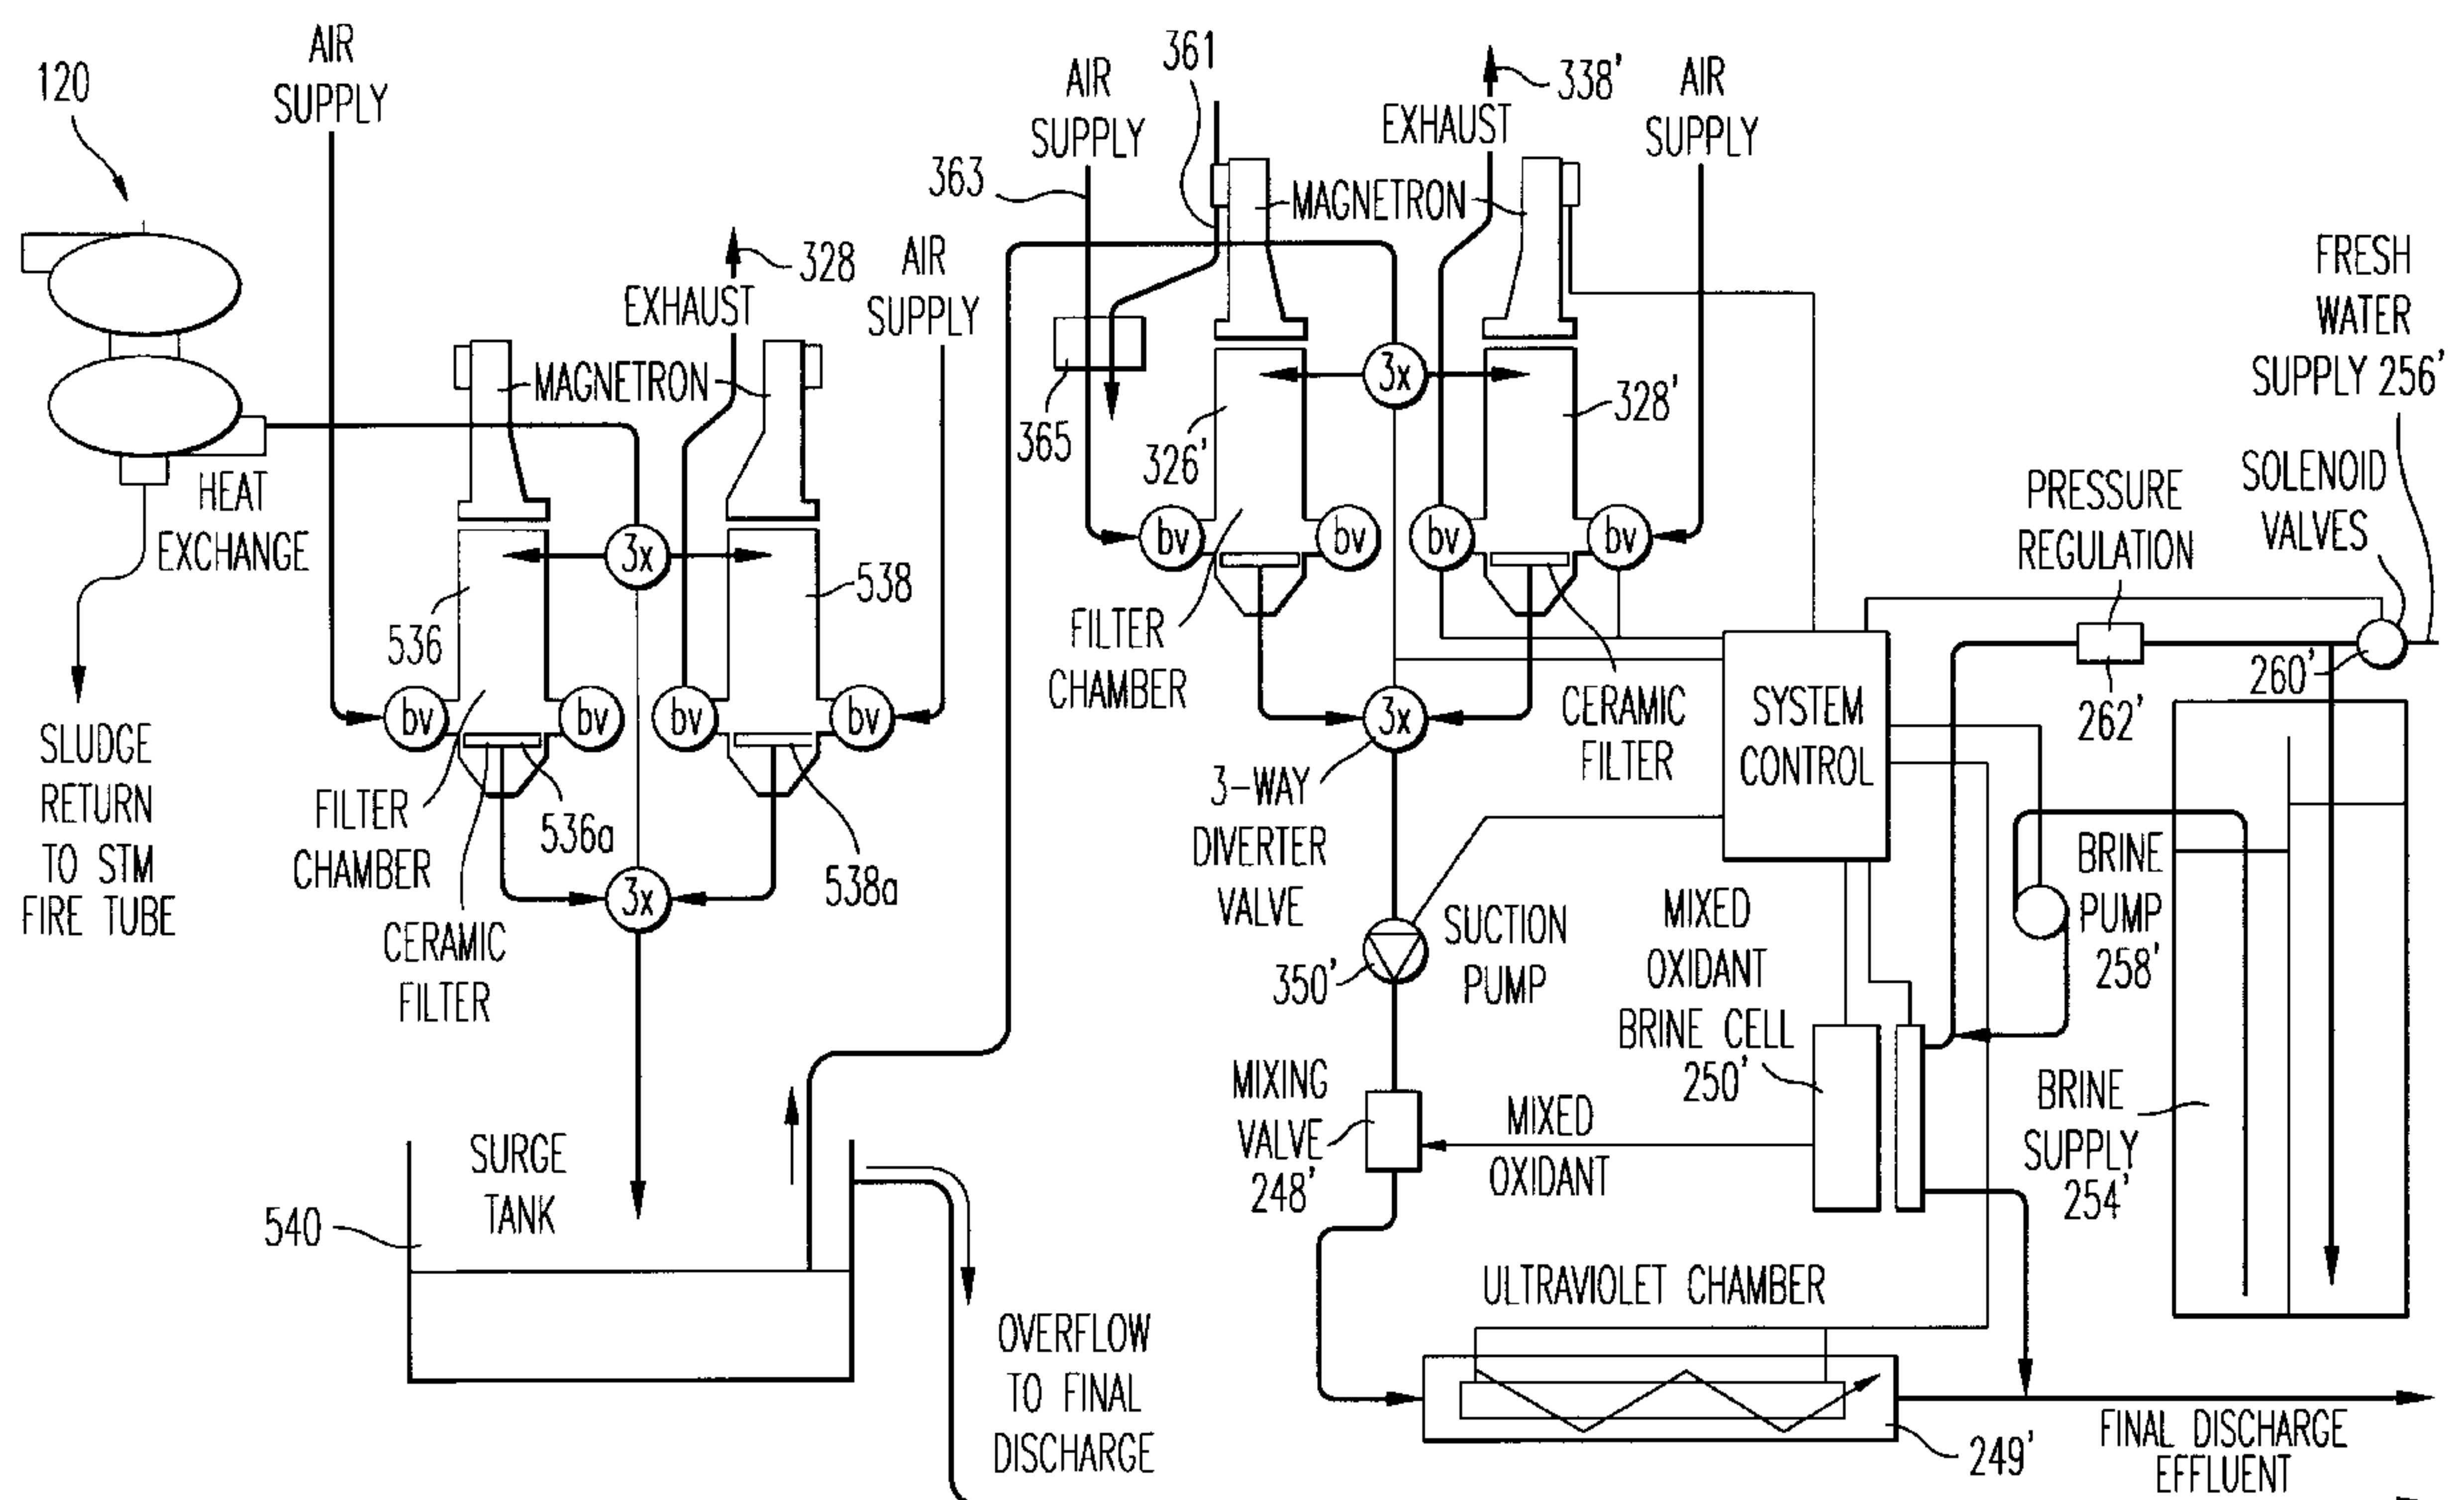 120
AIR
SUPPLY
HEAT
EXCHANGE
SLUDGE
RETURN
TO STM
FIRE TUBE
EXHAUST
328
AIR
SUPPLY
MAGNETRON
3x
536
538
bv
bv
bv
bv
FILTER
CHAMBER
536a
538a
CERAMIC
FILTER
3x
SURGE
TANK
540
OVERFLOW
TO FINAL
DISCHARGE
361
AIR
SUPPLY
363
365
EXHAUST
338'
AIR
SUPPLY
MAGNETRON
3x
326'
328'
bv
bv
bv
bv
FILTER
CHAMBER
CERAMIC
FILTER
3x
3-WAY
DIVERTER
VALVE
SUCTION
PUMP
350'
MIXING
VALVE
248'
MIXED
OXIDANT
MIXED
OXIDANT
BRINE CELL
250'
SYSTEM
CONTROL
ULTRAVIOLET CHAMBER
249'
FRESH
WATER
SUPPLY 256'
SOLENOID
VALVES
PRESSURE
REGULATION
260'
262'
BRINE
PUMP
258'
BRINE
SUPPLY
254'
FINAL DISCHARGE
EFFLUENT